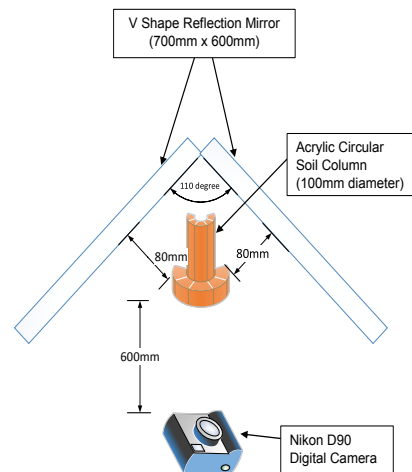 V Shape Reflection Mirror
(700mm x 600mm)
Acrylic Circular
Soil Column
(100mm diameter)
110 degree
80mm
80mm
600mm
Nikon D90
Digital Camera